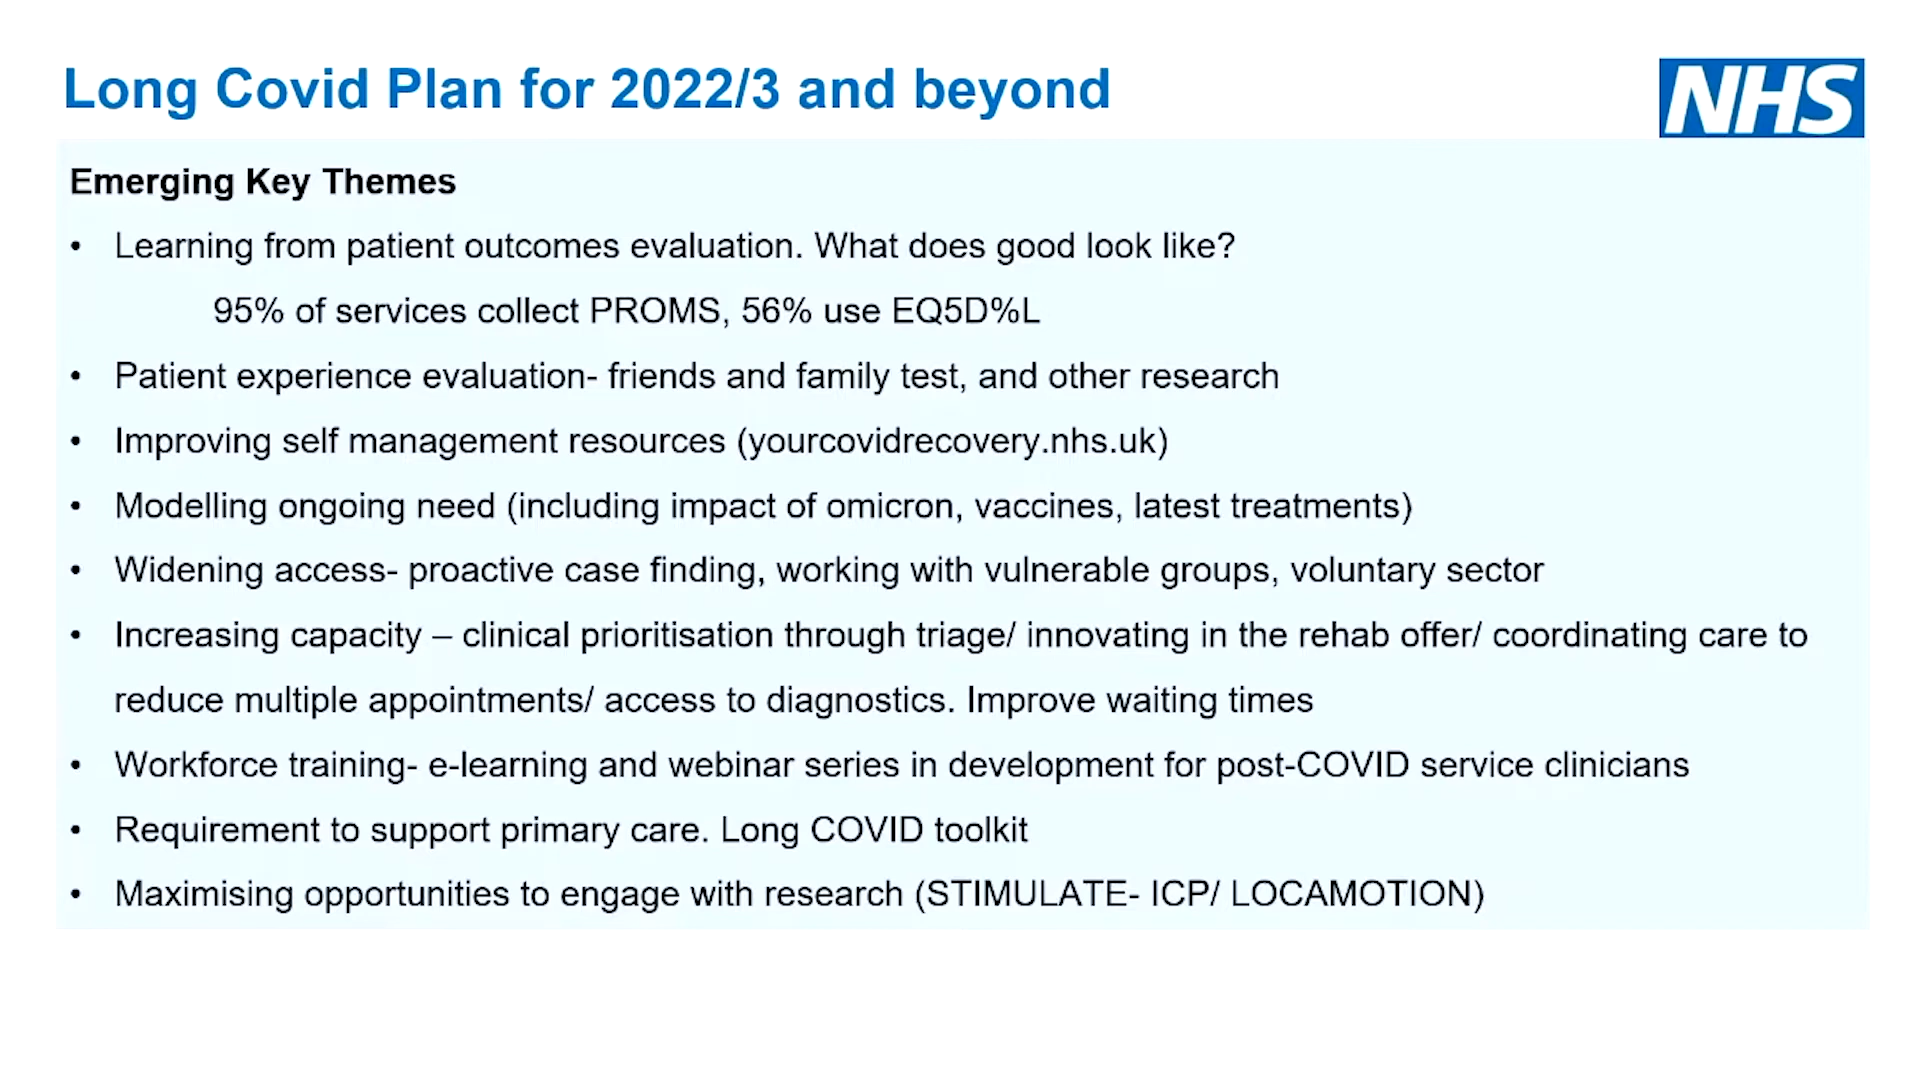 Long Covid Plan for 2022/3 and beyond
NHS
Emerging Key Themes
• Learning from patient outcomes evaluation. What does good look like?
95% of services collect PROMS, 56% use EQ5D%L
• Patient experience evaluation- friends and family test, and other research
• Improving self management resources (yourcovidrecovery.nhs.uk)
• Modelling ongoing need (including impact of omicron, vaccines, latest treatments)
• Widening access- proactive case finding, working with vulnerable groups, voluntary sector
• Increasing capacity – clinical prioritisation through triage/ innovating in the rehab offer/ coordinating care to
reduce multiple appointments/ access to diagnostics. Improve waiting times
• Workforce training- e-learning and webinar series in development for post-COVID service clinicians
• Requirement to support primary care. Long COVID toolkit
• Maximising opportunities to engage with research (STIMULATE- ICP/ LOCAMOTION)